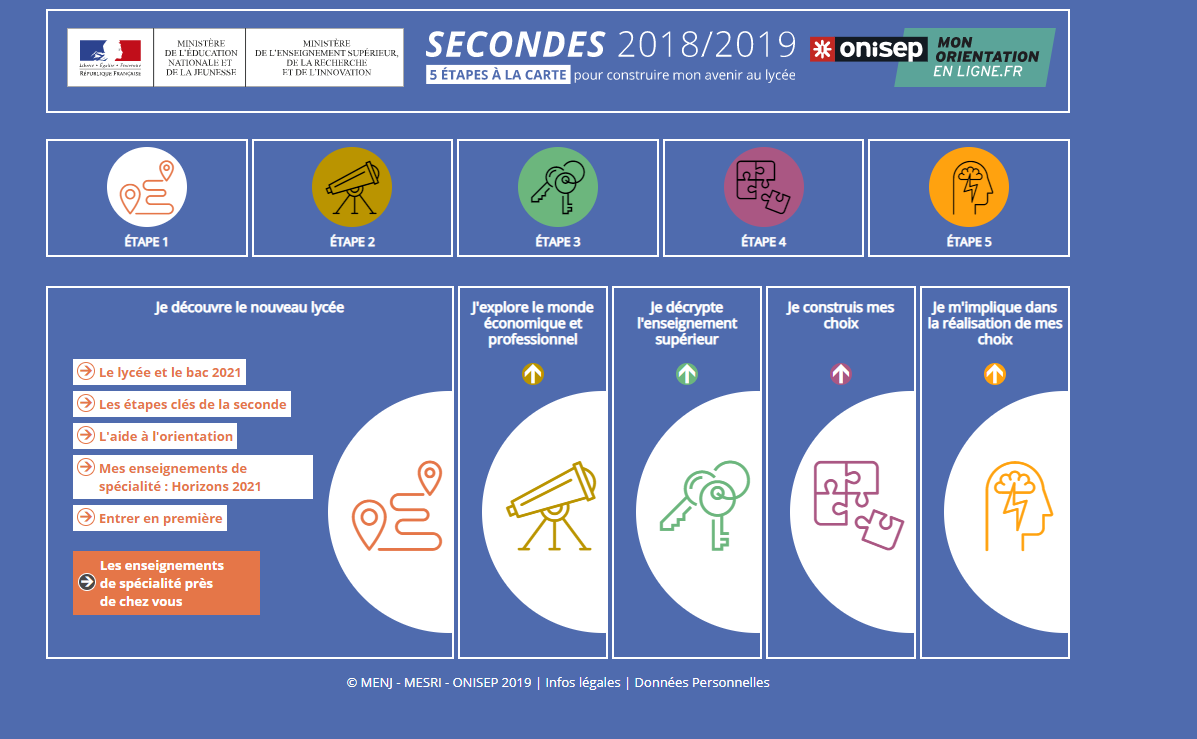 Liberté • Égalité • Fraternité
RÉPUBLIQUE FRANÇAISE
MINISTÈRE
DE L'ÉDUCATION
NATIONALE ET
DE LA JEUNESSE
MINISTÈRE
DE L'ENSEIGNEMENT SUPÉRIEUR,
DE LA RECHERCHE
ET DE L'INNOVATION
SECONDES 2018/2019
5 ÉTAPES À LA CARTE pour construire mon avenir au lycée
onisep
MON
ORIENTATION
EN LIGNE.FR
ÉTAPE 1
ÉTAPE 2
ÉTAPE 3
ÉTAPE 4
ÉTAPE 5
Je découvre le nouveau lycée
Le lycée et le bac 2021
Les étapes clés de la seconde
L'aide à l'orientation
Mes enseignements de
spécialité : Horizons 2021
Entrer en première
Les enseignements
de spécialité près
de chez vous
J'explore le monde
économique et
professionnel
Je décrypte
l'enseignement
supérieur
Je construis mes
choix
Je m'implique dans
la réalisation de mes
choix
© MENJ - MESRI - ONISEP 2019 | Infos légales | Données Personnelles